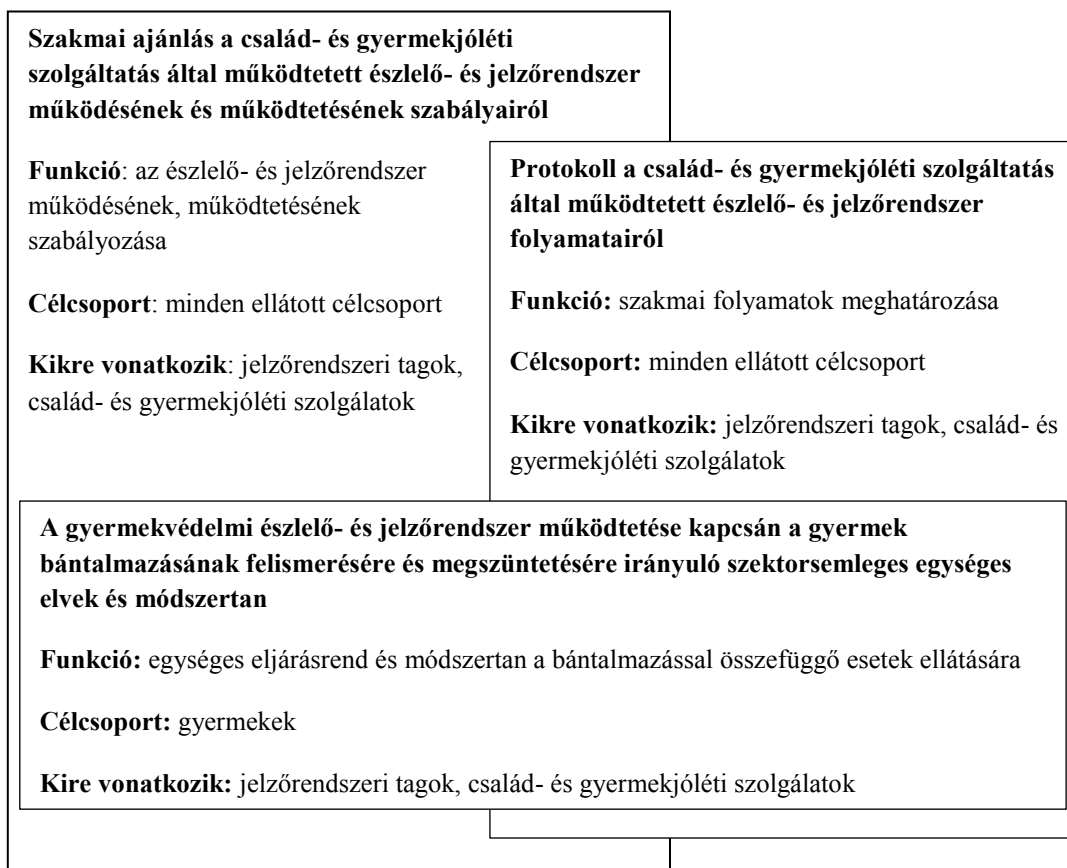 Szakmai ajánlás a család- és gyermekjóléti
szolgáltatás által működtetett észlelő- és jelzőrendszer
működésének és működtetésének szabályairól
Funkció: az észlelő- és jelzőrendszer
működésének, működtetésének
szabályozása
Célcsoport: minden ellátott célcsoport
Kikre vonatkozik: jelzőrendszeri tagok,
család- és gyermekjóléti szolgálatok
Protokoll a család- és gyermekjóléti szolgáltatás
által működtetett észlelő- és jelzőrendszer
folyamatairól
Funkció: szakmai folyamatok meghatározása
Célcsoport: minden ellátott célcsoport
Kikre vonatkozik: jelzőrendszeri tagok, család- és
gyermekjóléti szolgálatok
A gyermekvédelmi észlelő- és jelzőrendszer működtetése kapcsán a gyermek
bántalmazásának felismerésére és megszüntetésére irányuló szektorsemleges egységes
elvek és módszertan
Funkció: egységes eljárásrend és módszertan a bántalmazással összefüggő esetek ellátására
Célcsoport: gyermekek
Kire vonatkozik: jelzőrendszeri tagok, család- és gyermekjóléti szolgálatok